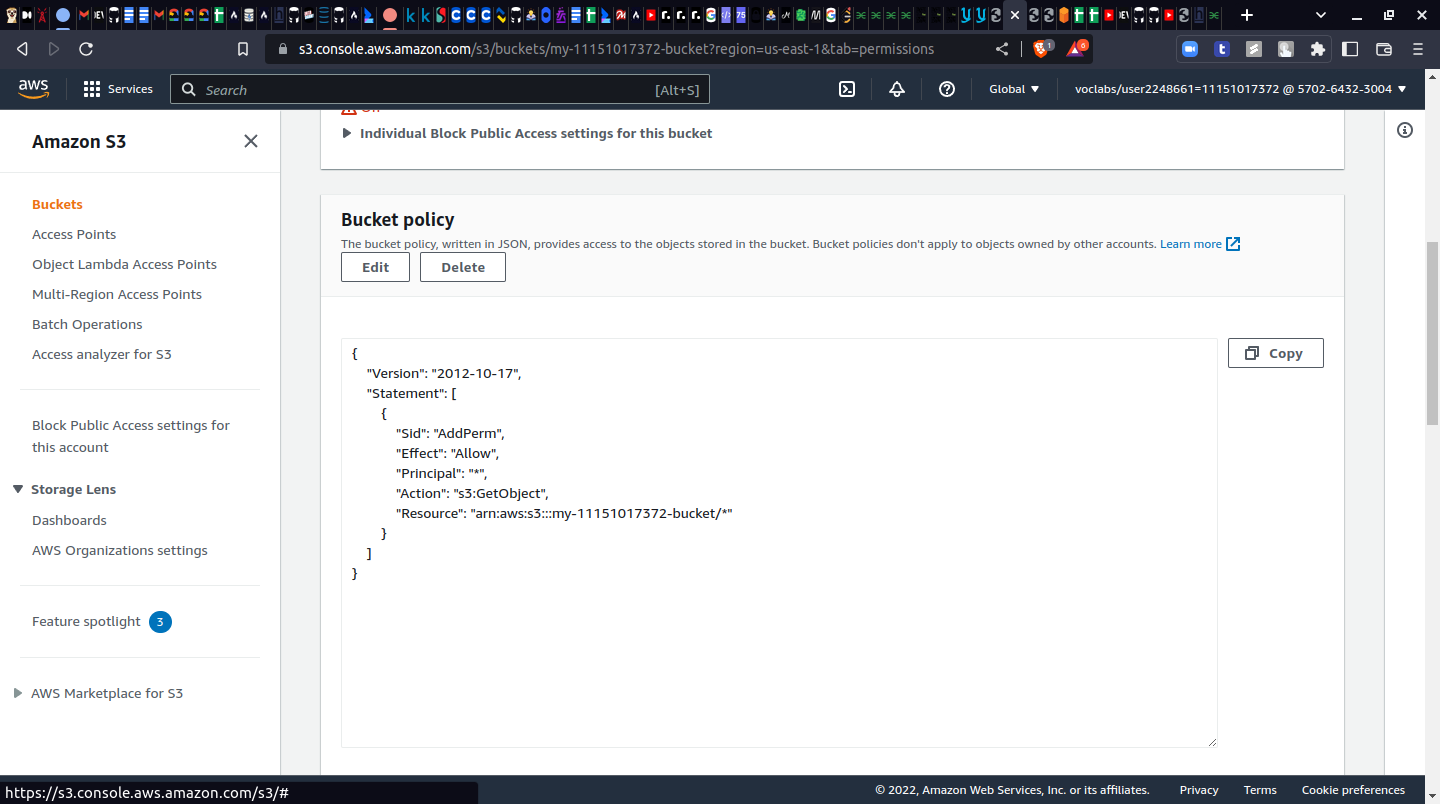 s3.console.aws.amazon.com/s3/buckets/my-11151017372-bucket?region=us-east-1&tab=permissions
1
6
aws
Services
Search
[Alt+S]
Global
voclabs/user2248661=11151017372 @ 5702-6432-3004
Amazon S3
Buckets
Access Points
Object Lambda Access Points
Multi-Region Access Points
Batch Operations
Access analyzer for S3
Block Public Access settings for
this account
Storage Lens
Dashboards
AWS Organizations settings
Feature spotlight 3
AWS Marketplace for S3
Individual Block Public Access settings for this bucket
Bucket policy
The bucket policy, written in JSON, provides access to the objects stored in the bucket. Bucket policies don't apply to objects owned by other accounts. Learn more
Edit
Delete
Copy
{
"Version": "2012-10-17",
"Statement": [
{
"Sid": "AddPerm",
"Effect": "Allow",
"Principal": "*",
"Action": "s3:GetObject",
"Resource": "arn:aws:s3:::my-11151017372-bucket/*"
}
]
}
https://s3.console.aws.amazon.com/s3/#
© 2022, Amazon Web Services, Inc. or its affiliates.
Privacy
Terms
Cookie preferences